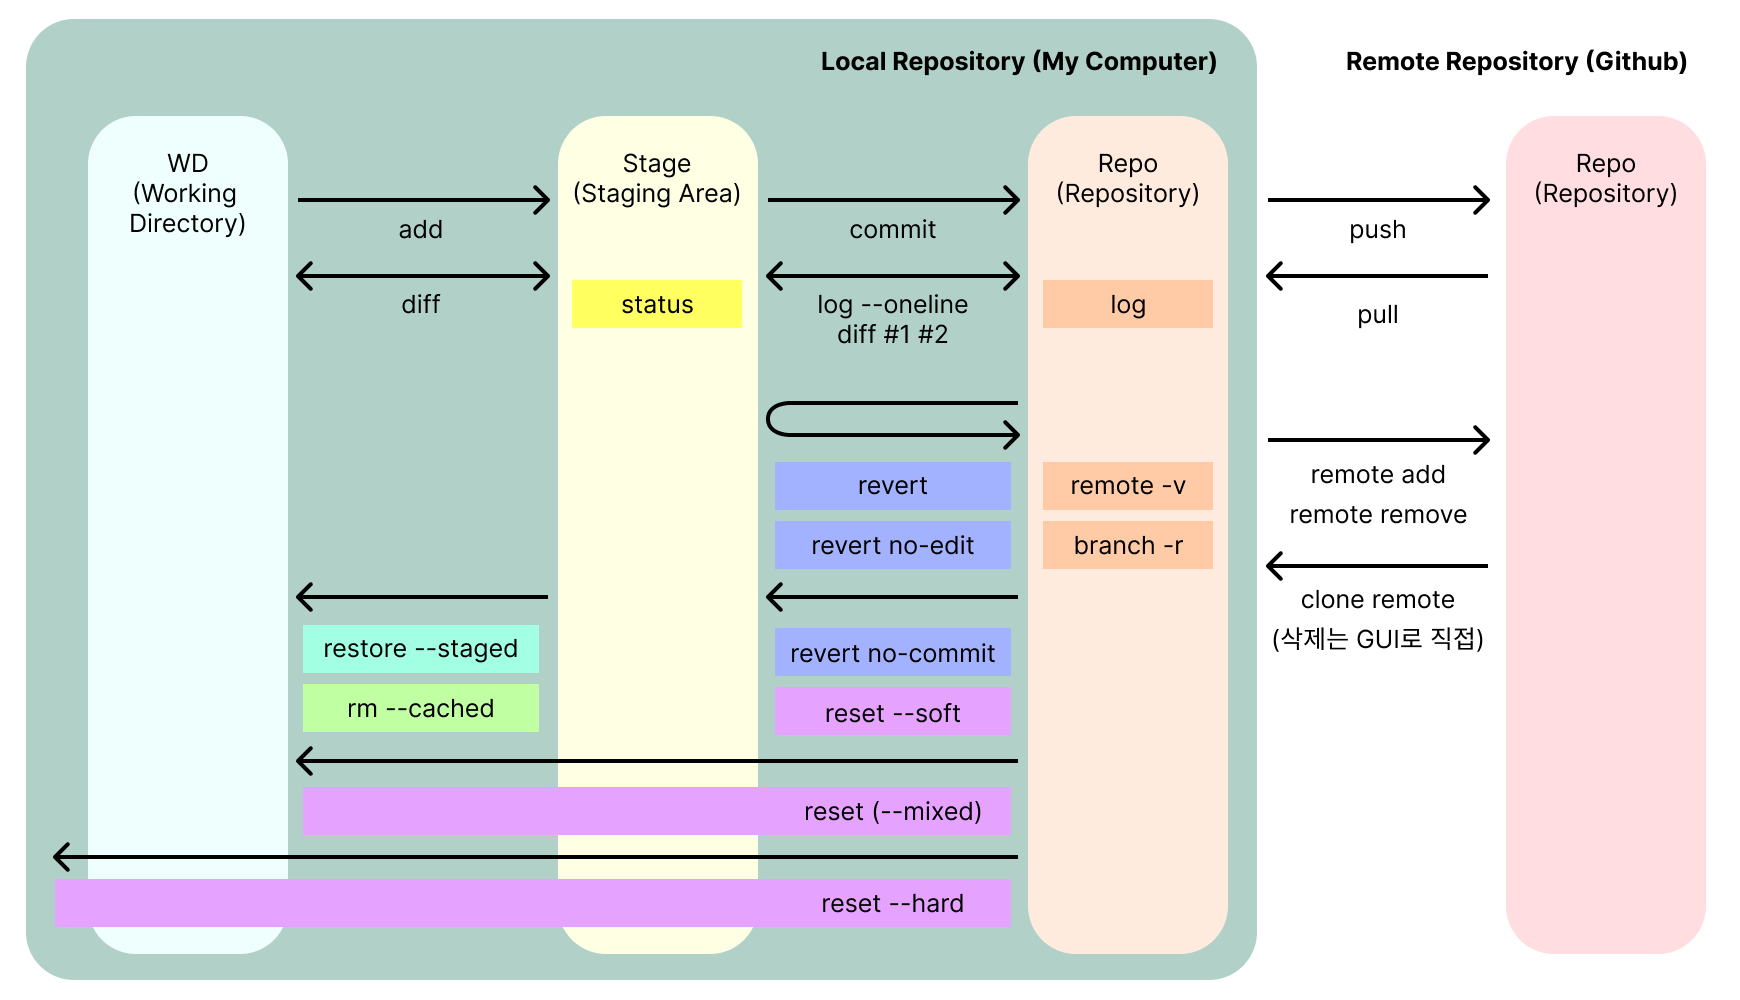 Local Repository (My Computer)
Remote Repository (Github)
WD
(Working
Directory)
Stage
(Staging Area)
Repo
(Repository)
Repo
(Repository)
add
commit
push
diff
status
log --oneline
diff #1 #2
log
pull
revert
remote -v
remote add
remote remove
revert no-edit
branch -r
clone remote
(삭제는 GUI로 직접)
restore --staged
revert no-commit
rm --cached
reset --soft
reset (--mixed)
reset --hard